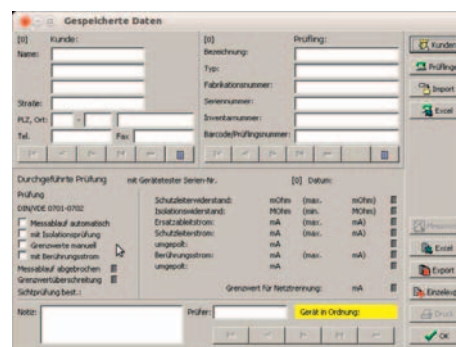 Gespeicherte Daten
[0] Kunde:
Name:
Straße:
PLZ, Ort: -
Tel. Fax
[0] Prüfling:
Bezeichnung:
Typ:
Fabrikationsnummer:
Seriennummer:
Inventarnummer:
Barcode/Prüflingsnummer:
Kunden
Prüflinge
Import
Excel
Durchgeführte Prüfung mit Gerätetester Serien-Nr. [0] Datum:
Prüfung
DIN/VDE 0701-0702
Messablauf automatisch
mit Isolationsprüfung
Grenzwerte manuell
mit Berührungsstrom
Messablauf abgebrochen
Grenzwertüberschreitung
Sichtprüfung best.:
Schutzleiterwiderstand: mOhm (max. mOhm)
Isolationswiderstand: MOhm (min. MOhm)
Ersatzableitstrom: mA (max. mA)
Schutzleiterstrom: mA (max. mA)
umgepolt: mA
Berührungsstrom: mA (max. mA)
umgepolt: mA
Grenzwert für Netztrennung: mA
Excel
Export
Einzelexp
Druck
OK
Notiz:
Prüfer:
Gerät in Ordnung: